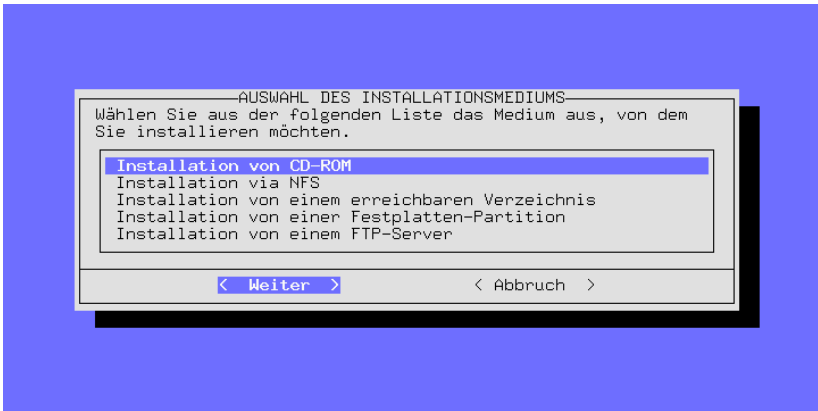 AUSWAHL DES INSTALLATIONSMEDIUMS
Wählen Sie aus der folgenden Liste das Medium aus, von dem
Sie installieren möchten.
Installation von CD-ROM
Installation via NFS
Installation von einem erreichbaren Verzeichnis
Installation von einer Festplatten-Partition
Installation von einem FTP-Server
< Weiter > < Abbruch >